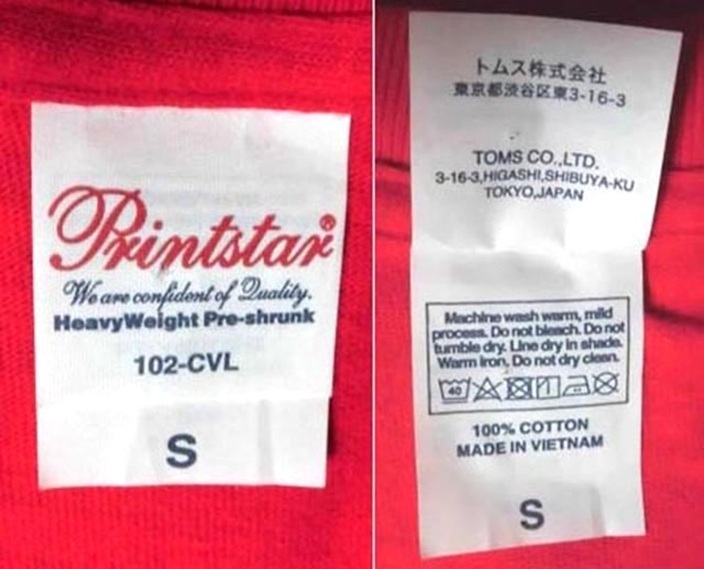 Printstar®
We are confident of Quality.
HeavyWeight Pre-shrunk
102-CVL
S
トムス株式会社
東京都渋谷区東3-16-3
TOMS CO.,LTD.
3-16-3,HIGASHI,SHIBUYA-KU
TOKYO,JAPAN
Machine wash warm, mild
process. Do not bleach. Do not
tumble dry. Line dry in shade.
Warm iron. Do not dry clean.
40
100% COTTON
MADE IN VIETNAM
S